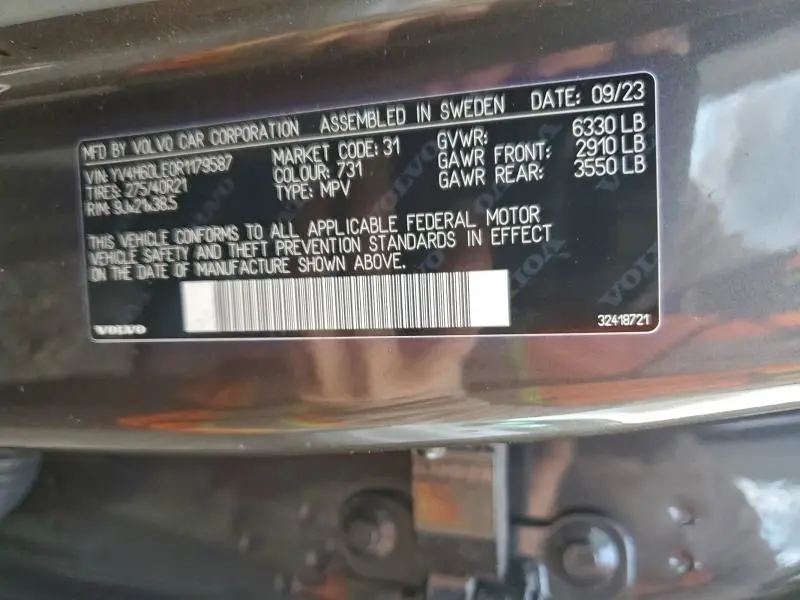 MFD BY VOLVO CAR CORPORATION ASSEMBLED IN SWEDEN DATE: 09/23
VIN: YV4H60LE0R1179587 MARKET CODE: 31 GVWR: 6330 LB
TIRES: 275/40R21 COLOUR: 731 GAWR FRONT: 2910 LB
RIM: 9Jx21x38.5 TYPE: MPV GAWR REAR: 3550 LB
THIS VEHICLE CONFORMS TO ALL APPLICABLE FEDERAL MOTOR
VEHICLE SAFETY AND THEFT PREVENTION STANDARDS IN EFFECT
ON THE DATE OF MANUFACTURE SHOWN ABOVE.
VOLVO 32418721